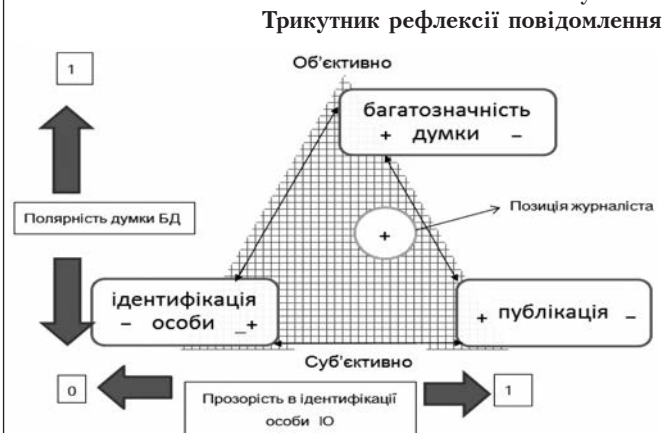 Трикутник рефлексії повідомлення
1
Об'єктивно
багатозначність
+ думки –
Полярність думки БД
Позиція журналіста
+
ідентифікація
– особи _+
+ публікація –
Суб'єктивно
0
Прозорість в ідентифікації
особи ІО
1